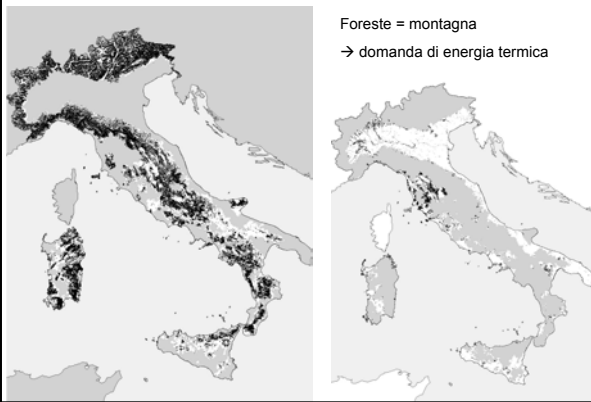 Foreste = montagna
→ domanda di energia termica